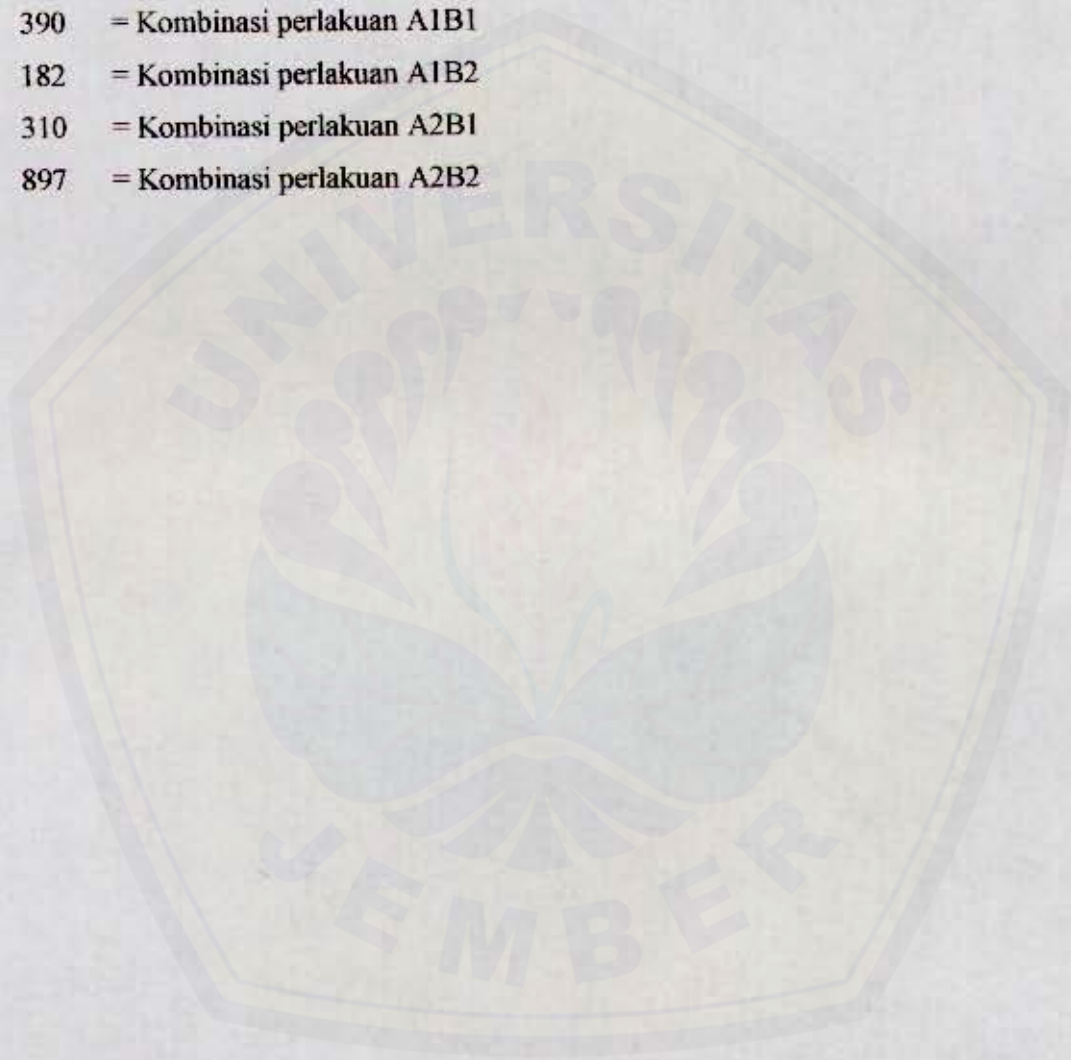 390 = Kombinasi perlakuan A1B1
182 = Kombinasi perlakuan A1B2
310 = Kombinasi perlakuan A2B1
897 = Kombinasi perlakuan A2B2
UNIVERSITAS
JEMBER